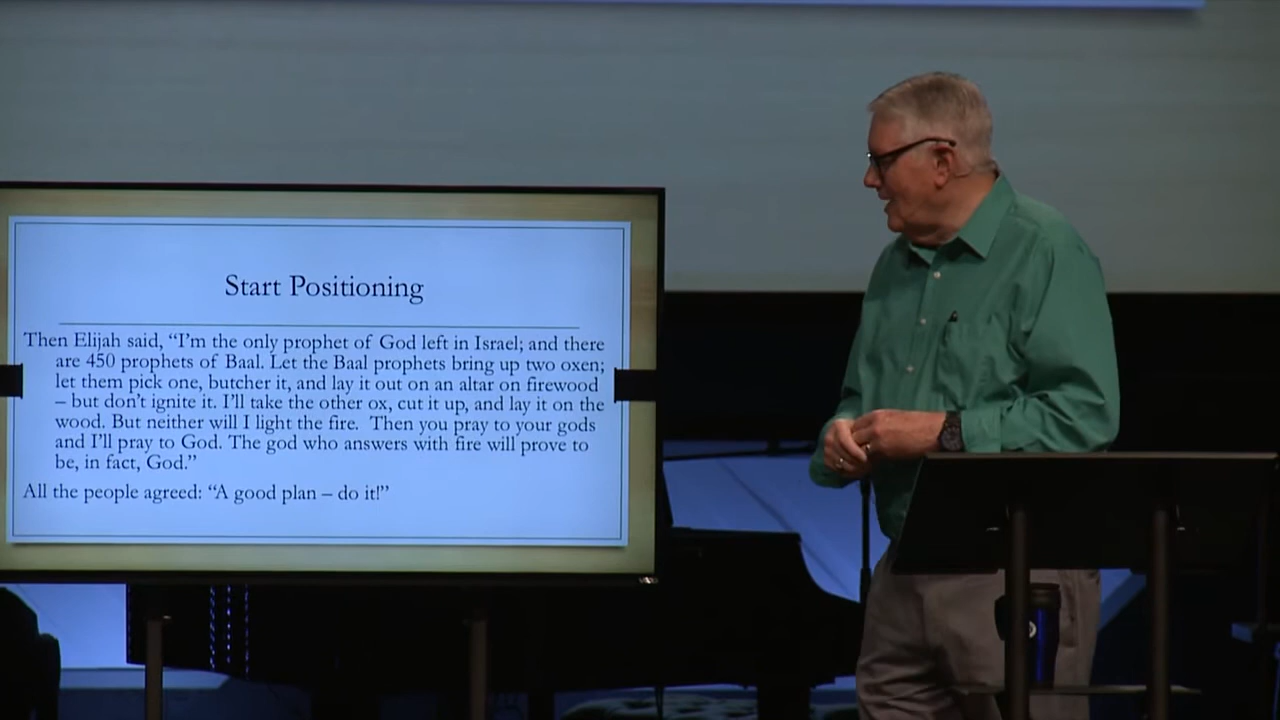 Start Positioning
Then Elijah said, “I’m the only prophet of God left in Israel; and there
are 450 prophets of Baal. Let the Baal prophets bring up two oxen;
let them pick one, butcher it, and lay it out on an altar on firewood
– but don’t ignite it. I’ll take the other ox, cut it up, and lay it on the
wood. But neither will I light the fire.  Then you pray to your gods
and I’ll pray to God. The god who answers with fire will prove to
be, in fact, God.”
All the people agreed: “A good plan – do it!”